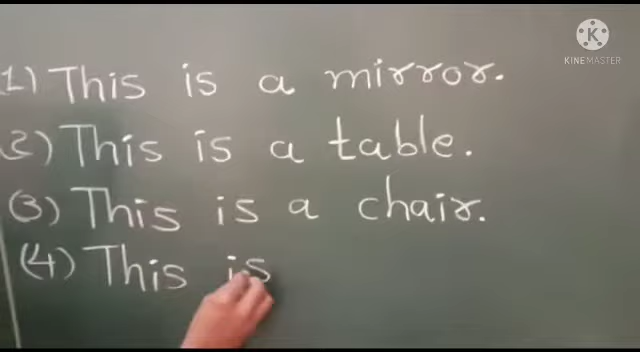 K
KINEMASTER
(1) This is a mirror.
(2) This is a table.
(3) This is a chair.
(4) This is